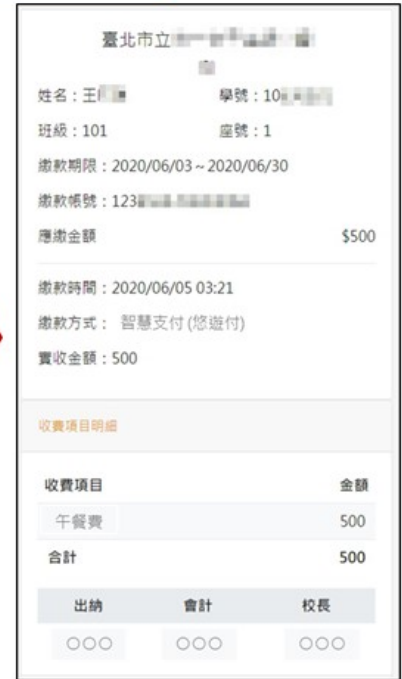 臺北市立
姓名：王
學號：10
班級：101
座號：1
繳款期限：2020/06/03～2020/06/30
繳款帳號：123
應繳金額 $500
繳款時間：2020/06/05 03:21
繳款方式： 智慧支付(悠遊付)
實收金額：500
收費項目明細
收費項目 金額
午餐費 500
合計 500
出納 會計 校長
○○○ ○○○ ○○○